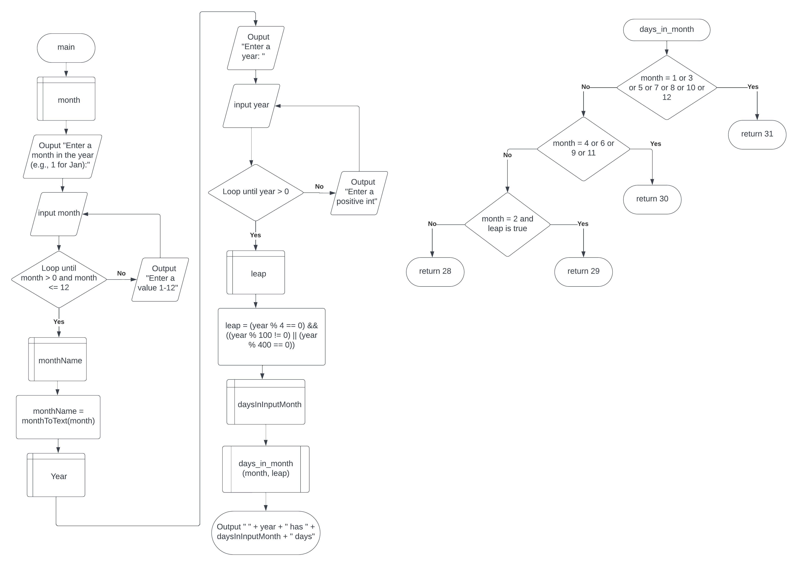 main
month
Ouput
"Enter a
month in the year
(e.g., 1 for Jan):"
input month
Loop until
month > 0 and month
<= 12
No
Output
"Enter a
value 1-12"
Yes
monthName
monthName =
monthToText(month)
Year
Ouput
"Enter a
year: "
input year
Loop until year > 0
No
Output
"Enter a
positive int"
Yes
leap
leap = (year % 4 == 0) &&
((year % 100 != 0) || (year
% 400 == 0))
daysInInputMonth
days_in_month
(month, leap)
Output " " + year + " has " +
daysInInputMonth + " days"
days_in_month
month = 1 or 3
or 5 or 7 or 8 or 10 or
12
No
Yes
return 31
month = 4 or 6 or
9 or 11
No
Yes
return 30
month = 2 and
leap is true
No
Yes
return 28
return 29